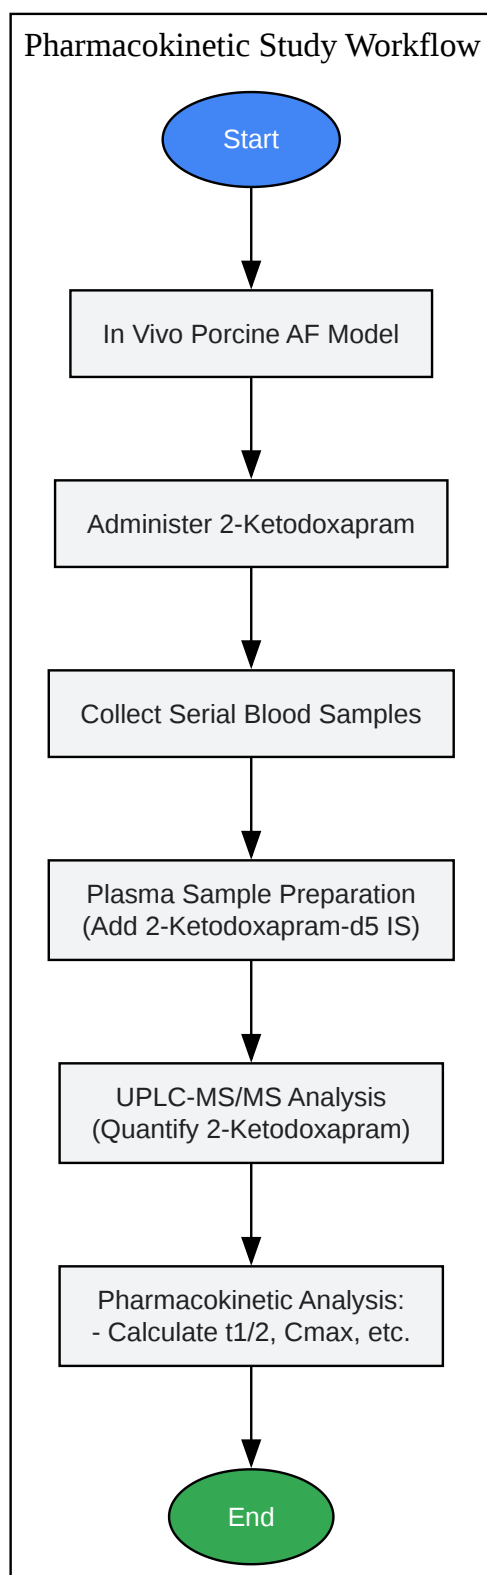 Pharmacokinetic Study Workflow
Start
In Vivo Porcine AF Model
Administer 2-Ketodoxapram
Collect Serial Blood Samples
Plasma Sample Preparation
(Add 2-Ketodoxapram-d5 IS)
UPLC-MS/MS Analysis
(Quantify 2-Ketodoxapram)
Pharmacokinetic Analysis:
- Calculate t1/2, Cmax, etc.
End